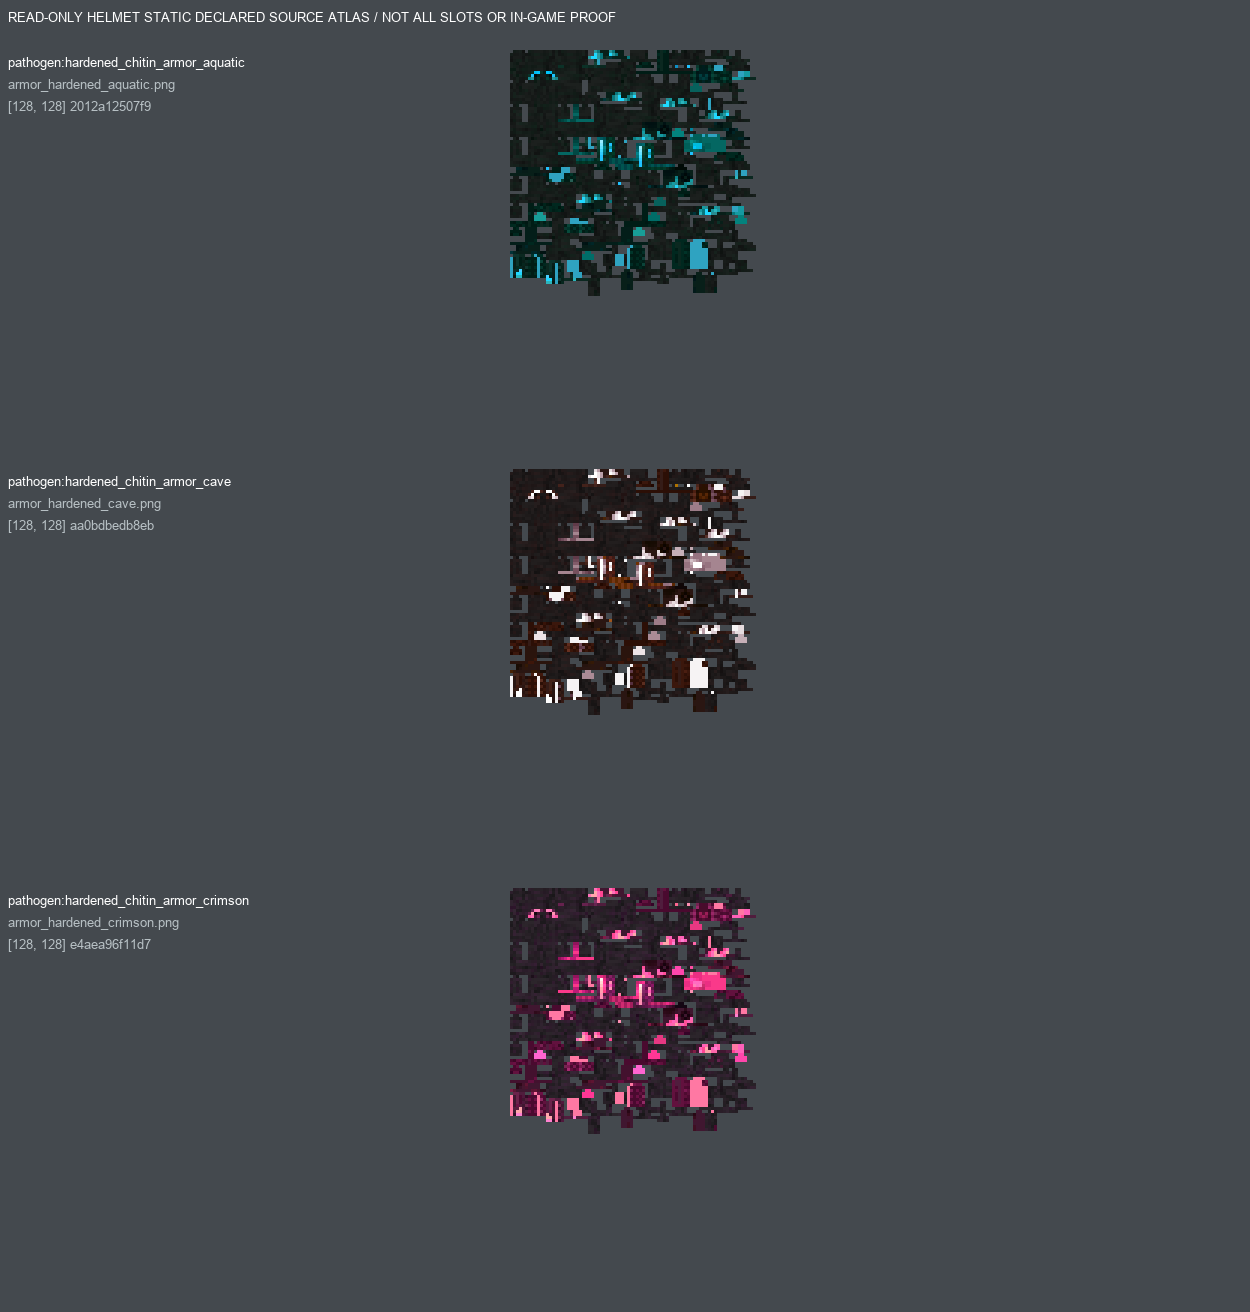 READ-ONLY HELMET STATIC DECLARED SOURCE ATLAS / NOT ALL SLOTS OR IN-GAME PROOF
pathogen:hardened_chitin_armor_aquatic
armor_hardened_aquatic.png
[128, 128] 2012a12507f9
pathogen:hardened_chitin_armor_cave
armor_hardened_cave.png
[128, 128] aa0bdbedb8eb
pathogen:hardened_chitin_armor_crimson
armor_hardened_crimson.png
[128, 128] e4aea96f11d7